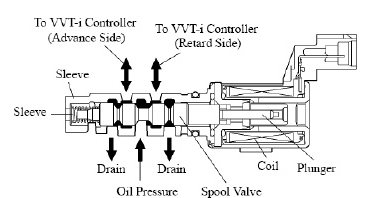 To VVT-i Controller
(Advance Side)
To VVT-i Controller
(Retard Side)
Sleeve
Sleeve
Drain
Drain
Coil
Plunger
Oil Pressure
Spool Valve